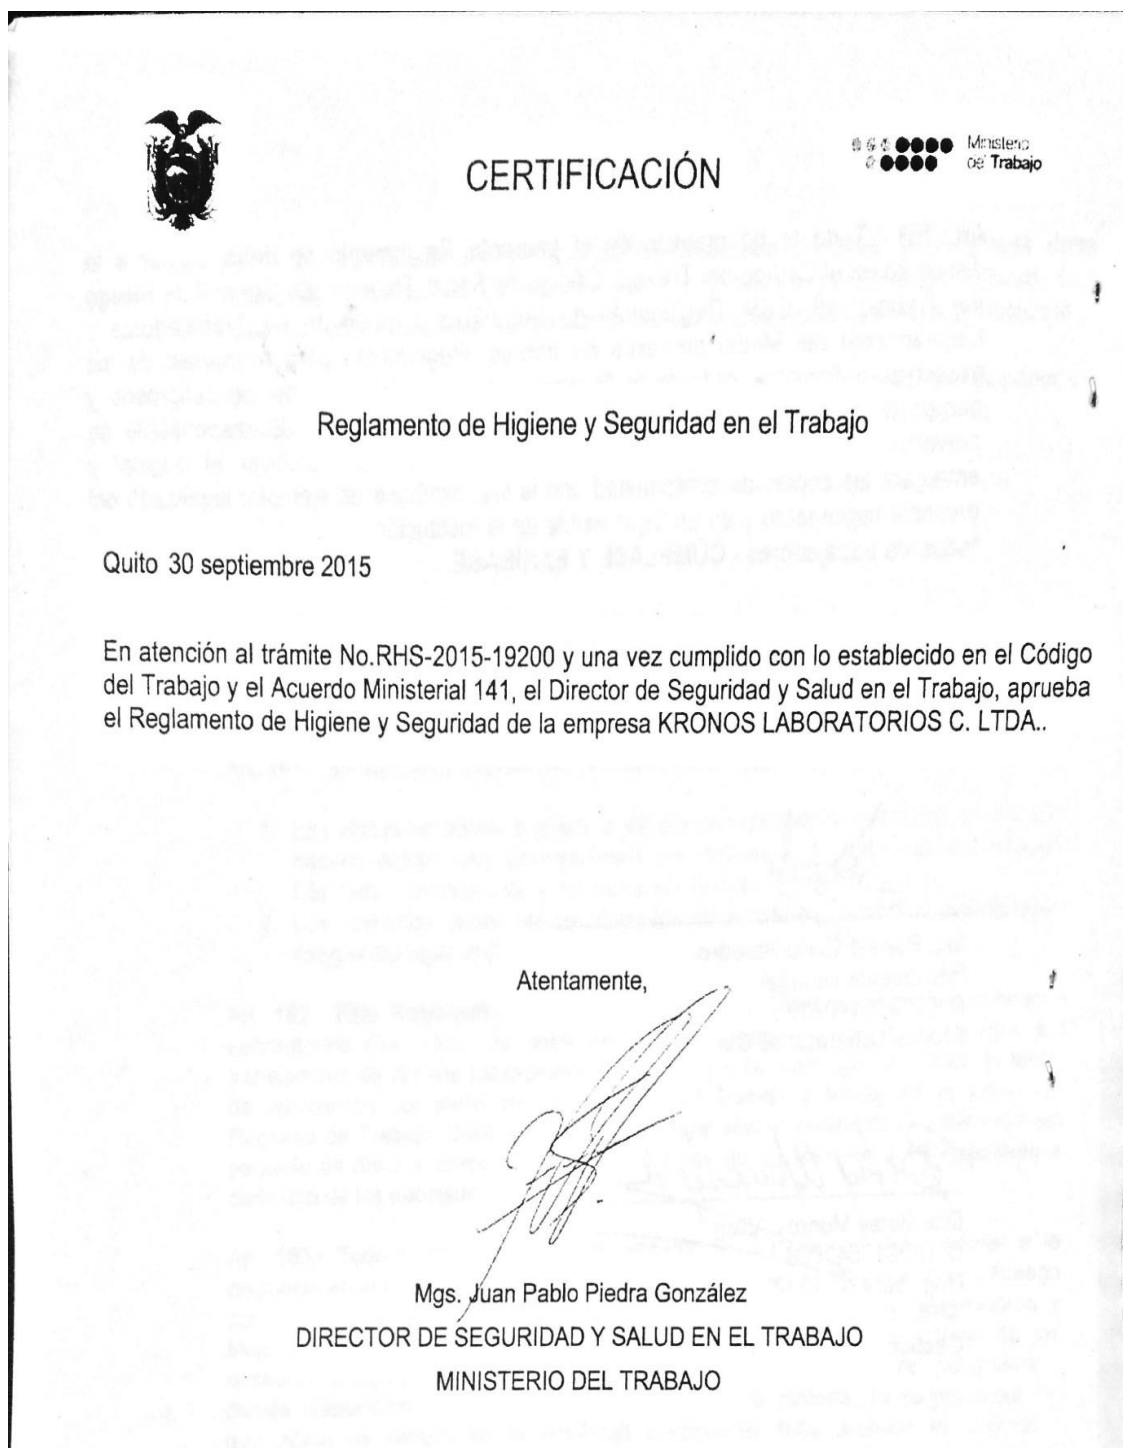 CERTIFICACIÓN
Ministerio
del Trabajo
Reglamento de Higiene y Seguridad en el Trabajo
Quito 30 septiembre 2015
En atención al trámite No.RHS-2015-19200 y una vez cumplido con lo establecido en el Código
del Trabajo y el Acuerdo Ministerial 141, el Director de Seguridad y Salud en el Trabajo, aprueba
el Reglamento de Higiene y Seguridad de la empresa KRONOS LABORATORIOS C. LTDA..
Atentamente,
Mgs. Juan Pablo Piedra González
DIRECTOR DE SEGURIDAD Y SALUD EN EL TRABAJO
MINISTERIO DEL TRABAJO